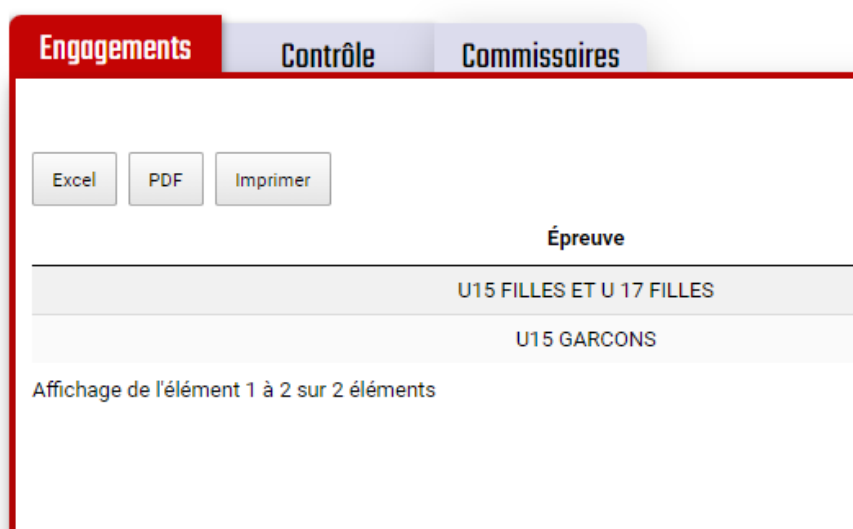 Engagements Contrôle Commissaires
Excel PDF Imprimer
Épreuve
U15 FILLES ET U 17 FILLES
U15 GARCONS
Affichage de l'élément 1 à 2 sur 2 éléments